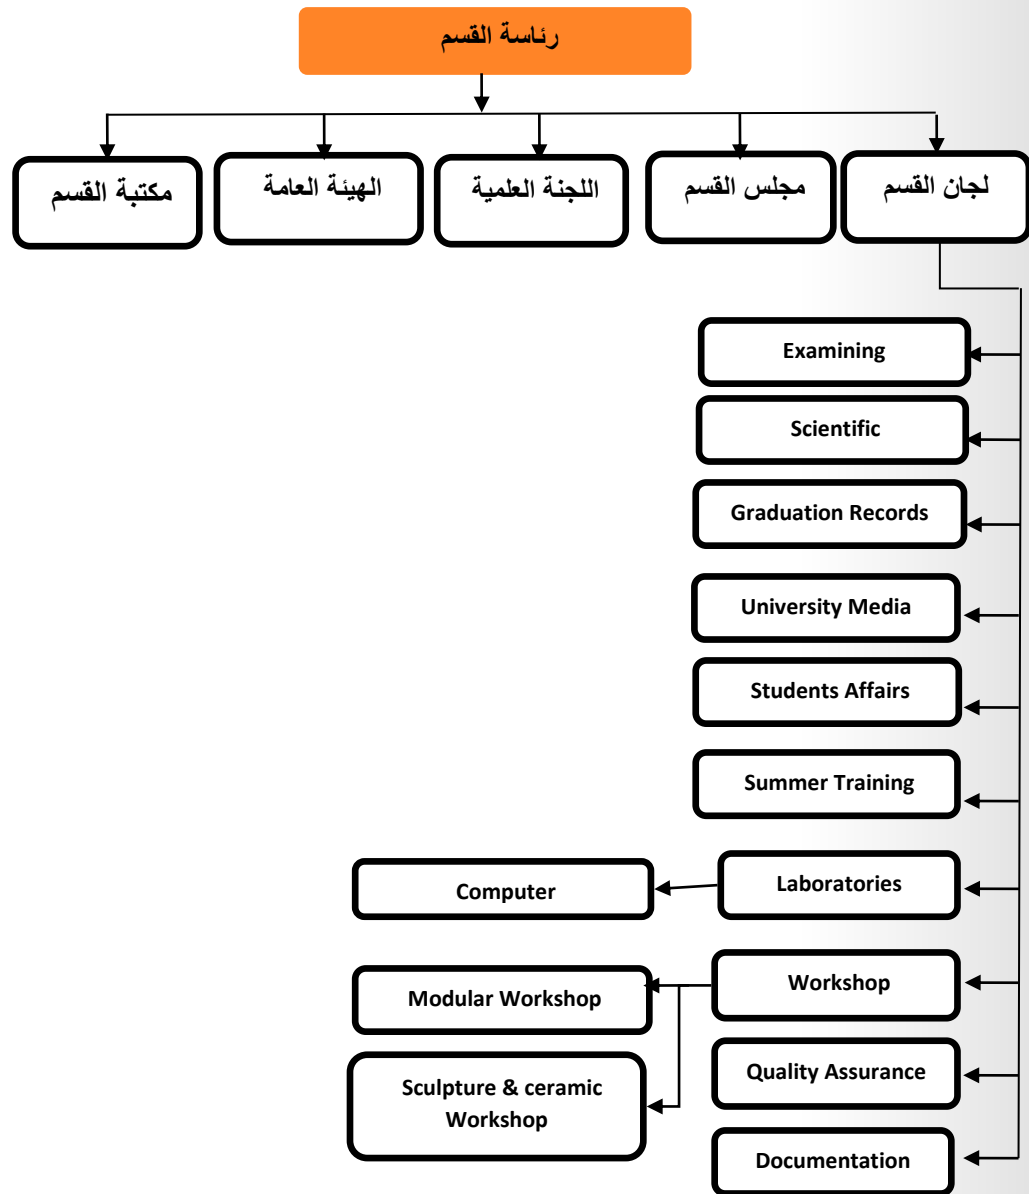 رئاسة القسم
لجان القسم
مجلس القسم
اللجنة العلمية
الهيئة العامة
مكتبة القسم
Examining
Scientific
Graduation Records
University Media
Students Affairs
Summer Training
Laboratories
Computer
Workshop
Modular Workshop
Sculpture & ceramic
Workshop
Quality Assurance
Documentation